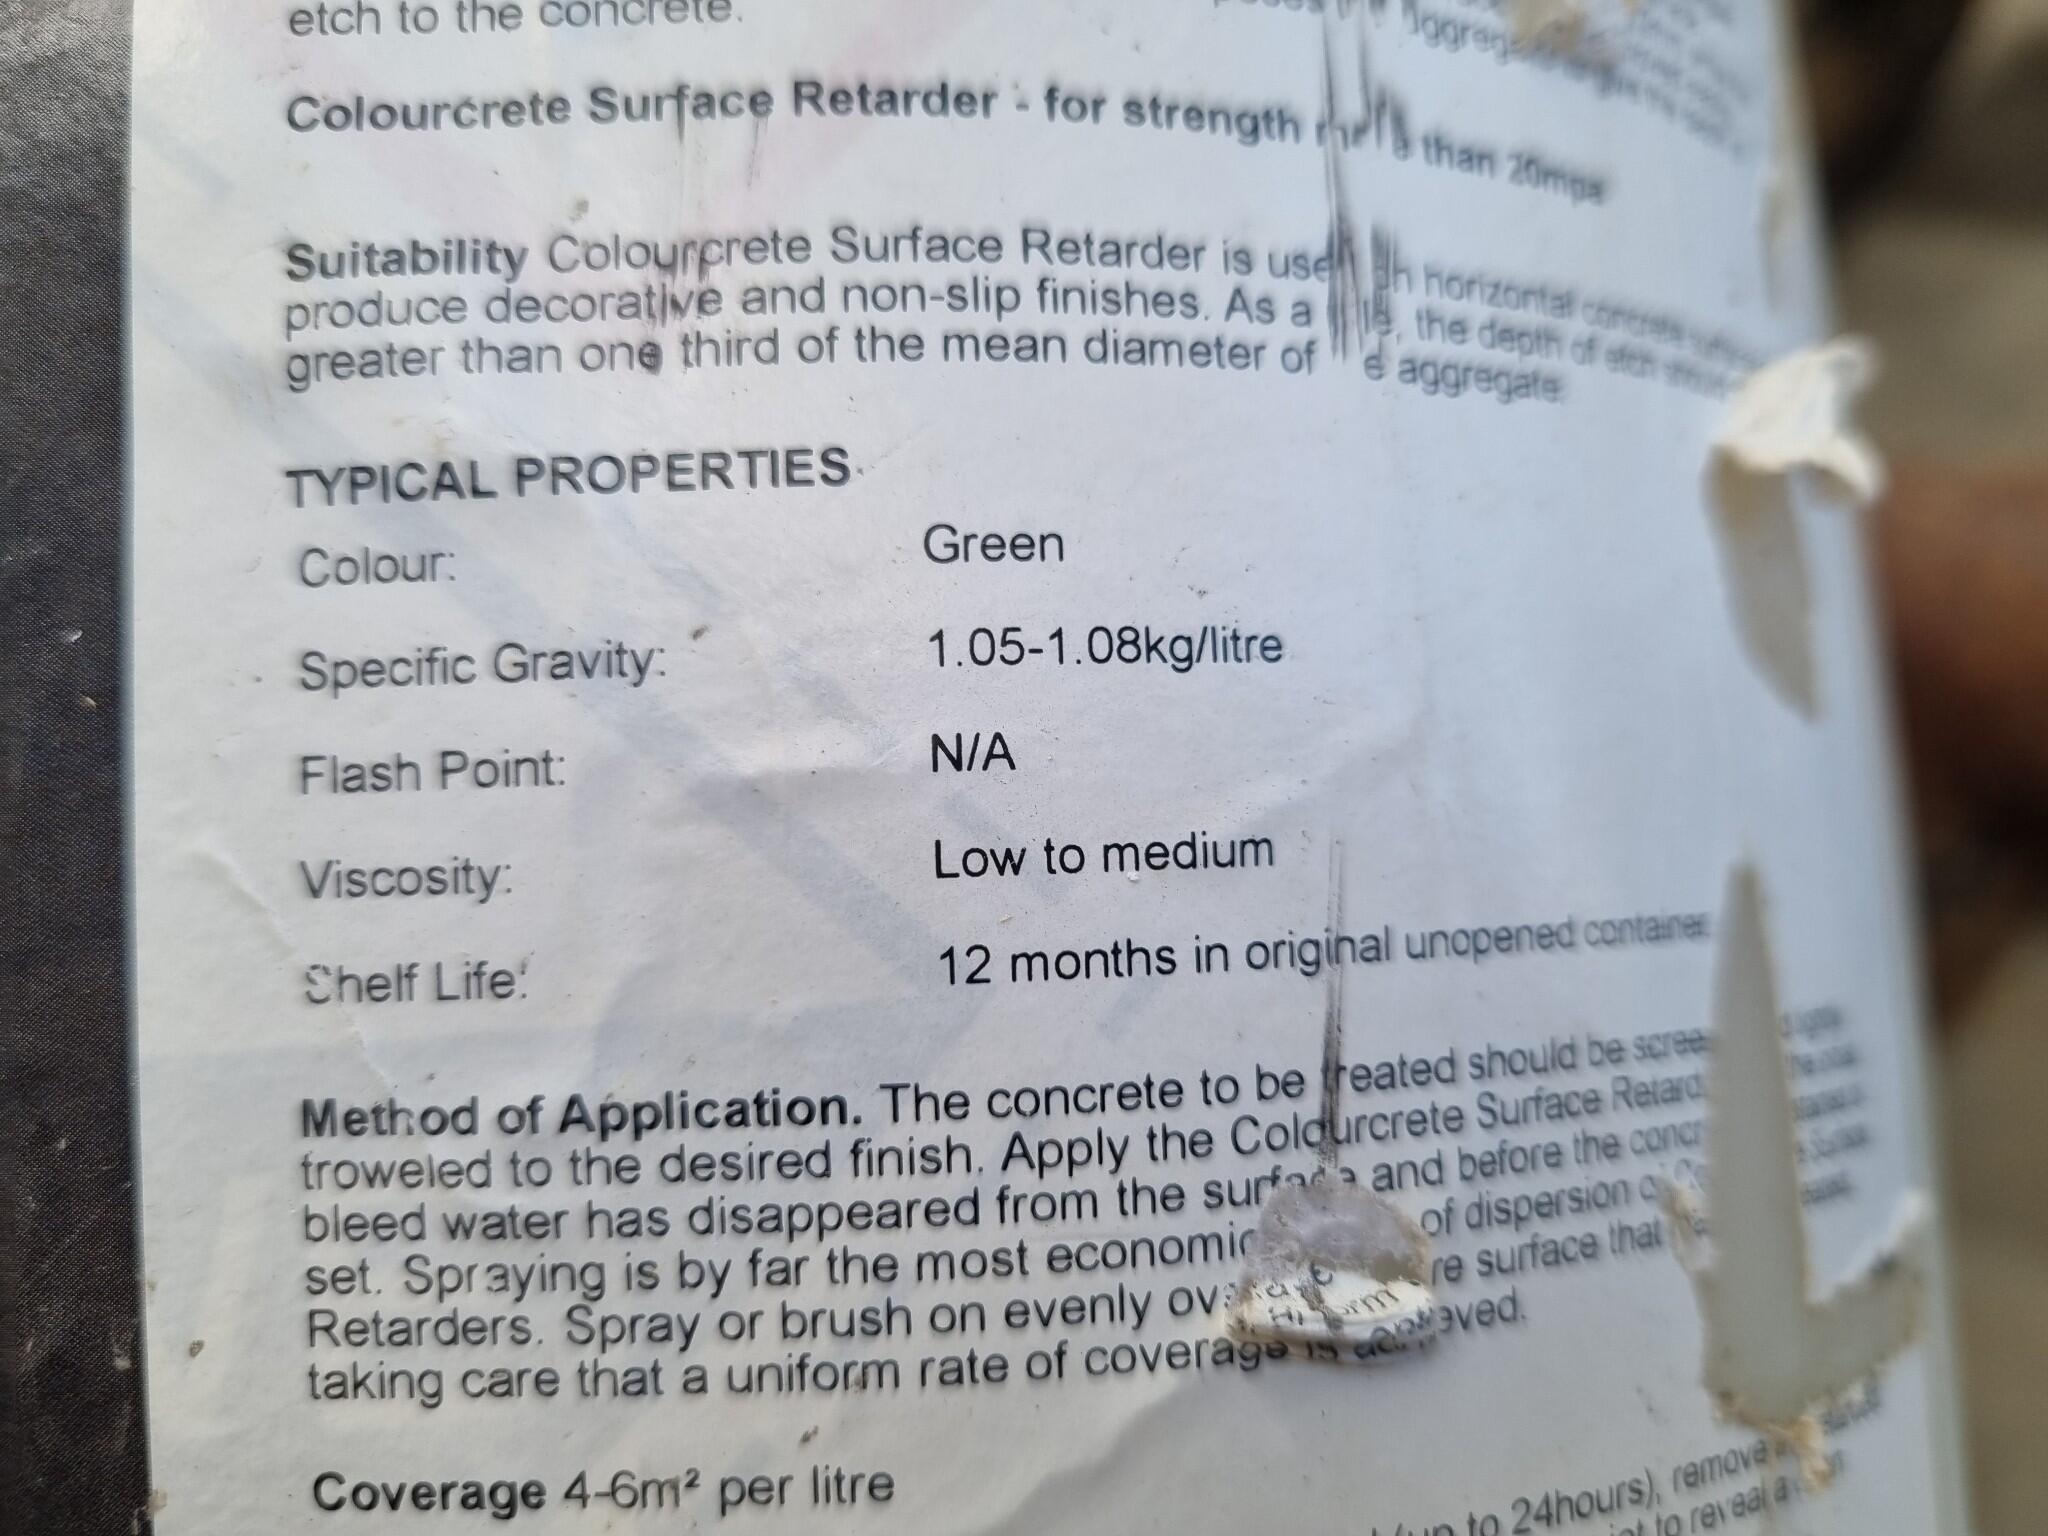 etch to the concrete.
Colourcrete Surface Retarder - for strength than 20mpa
Suitability Colourcrete Surface Retarder is use horizontal concrete
produce decorative and non-slip finishes. As a the depth of etch
greater than one third of the mean diameter of aggregate.
TYPICAL PROPERTIES
Colour: Green
Specific Gravity: 1.05-1.08kg/litre
Flash Point: N/A
Viscosity: Low to medium
Shelf Life: 12 months in original unopened container.
Method of Application. The concrete to be treated should be
troweled to the desired finish. Apply the Colourcrete Surface
bleed water has disappeared from the surface and before the
set. Spraying is by far the most of dispersion
Retarders. Spray or brush on evenly surface that
taking care that a uniform rate of coverage is
Coverage 4-6m² per litre
to 24hours), remove
to reveal a